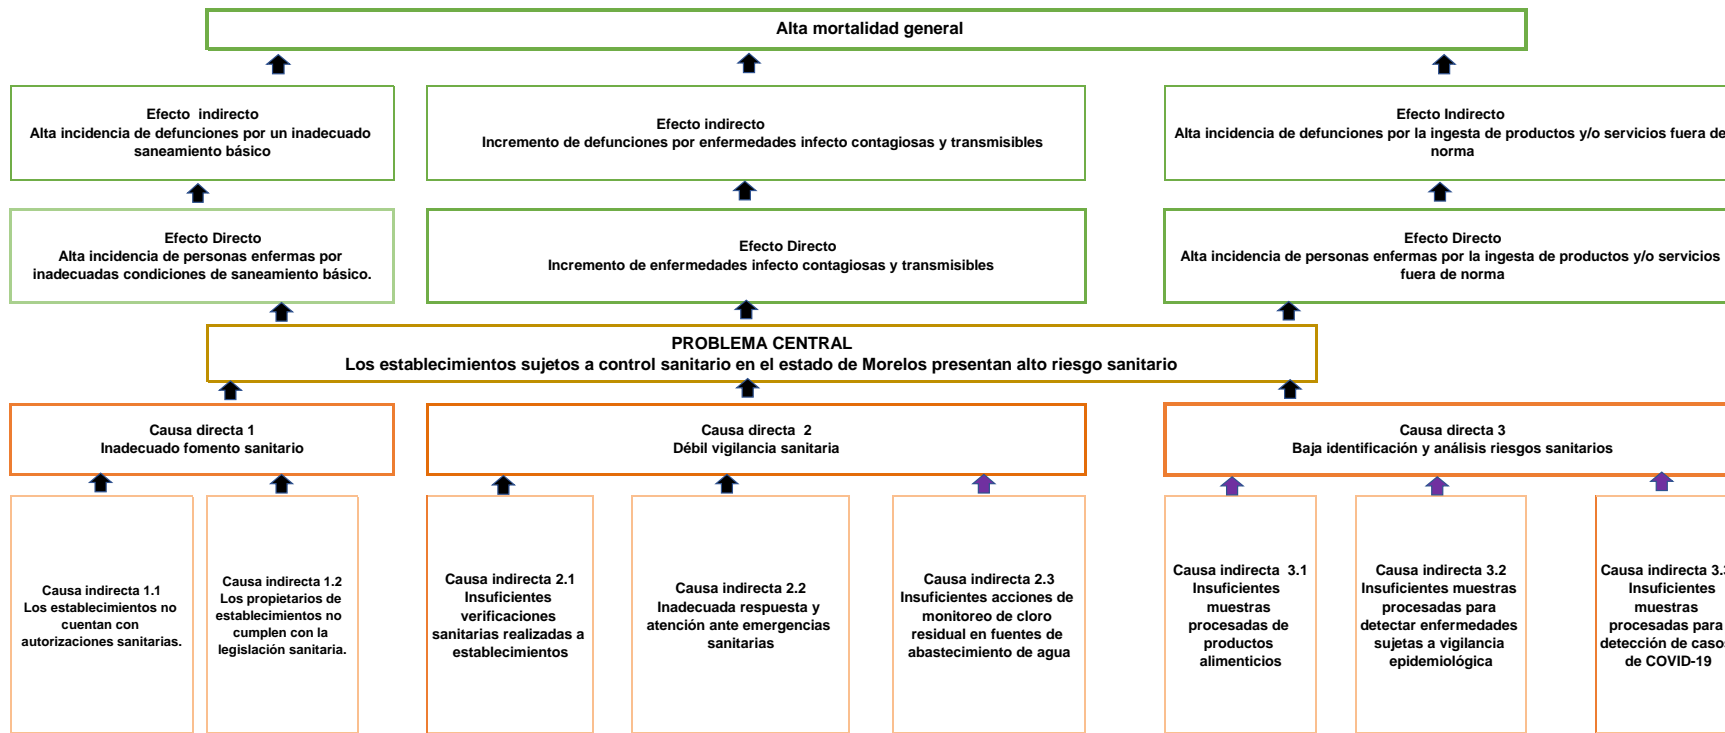 Alta mortalidad general
Efecto indirecto
Alta incidencia de defunciones por un inadecuado
saneamiento básico
Efecto indirecto
Incremento de defunciones por enfermedades infecto contagiosas y transmisibles
Efecto Indirecto
Alta incidencia de defunciones por la ingesta de productos y/o servicios fuera de
norma
Efecto Directo
Alta incidencia de personas enfermas por
inadecuadas condiciones de saneamiento básico.
Efecto Directo
Incremento de enfermedades infecto contagiosas y transmisibles
Efecto Directo
Alta incidencia de personas enfermas por la ingesta de productos y/o servicios
fuera de norma
PROBLEMA CENTRAL
Los establecimientos sujetos a control sanitario en el estado de Morelos presentan alto riesgo sanitario
Causa directa 1
Inadecuado fomento sanitario
Causa directa 2
Débil vigilancia sanitaria
Causa directa 3
Baja identificación y análisis riesgos sanitarios
Causa indirecta 1.1
Los establecimientos no
cuentan con
autorizaciones sanitarias.
Causa indirecta 1.2
Los propietarios de
establecimientos no
cumplen con la
legislación sanitaria.
Causa indirecta 2.1
Insuficientes
verificaciones
sanitarias realizadas a
establecimientos
Causa indirecta 2.2
Inadecuada respuesta y
atención ante emergencias
sanitarias
Causa indirecta 2.3
Insuficientes acciones de
monitoreo de cloro
residual en fuentes de
abastecimiento de agua
Causa indirecta 3.1
Insuficientes
muestras
procesadas de
productos
alimenticios
Causa indirecta 3.2
Insuficientes muestras
procesadas para
detectar enfermedades
sujetas a vigilancia
epidemiológica
Causa indirecta 3.3
Insuficientes
muestras
procesadas para
detección de casos
de COVID-19